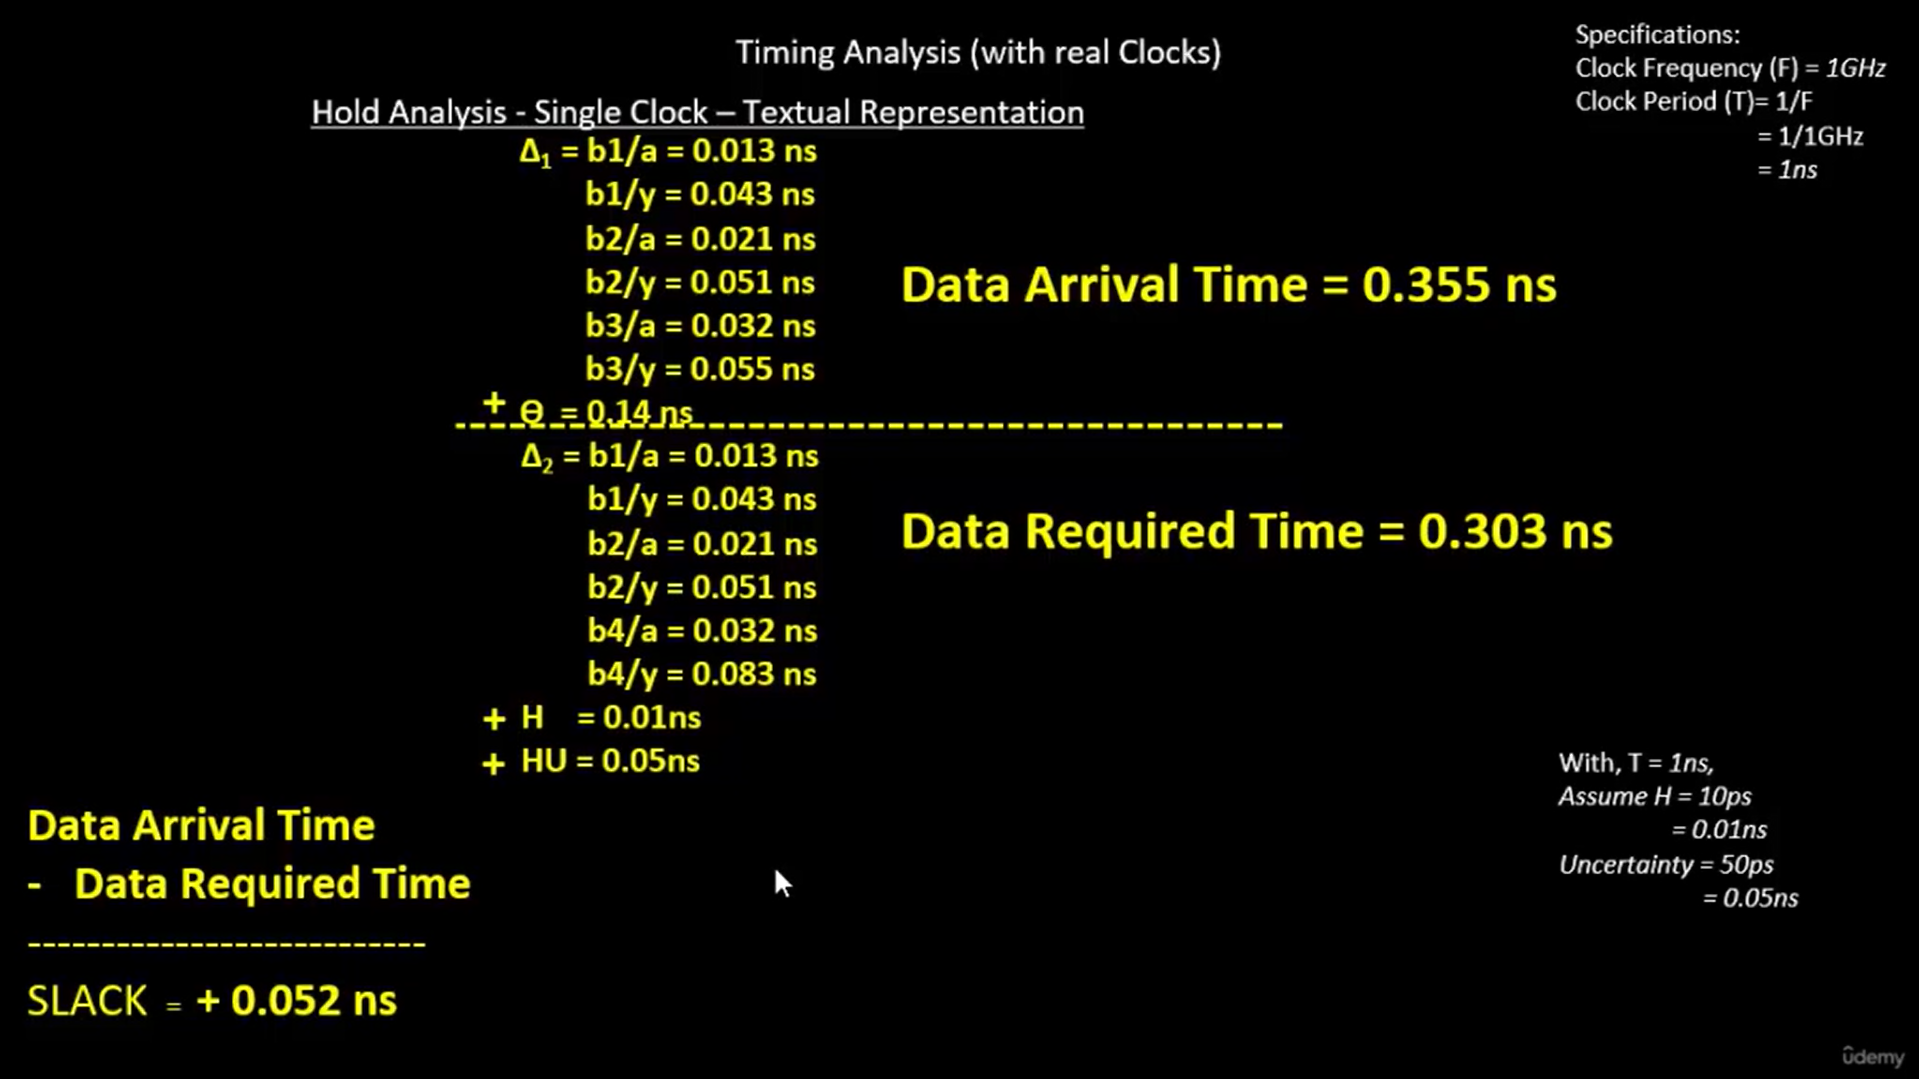 Timing Analysis (with real Clocks)
Specifications:
Clock Frequency (F) = 1GHz
Clock Period (T)= 1/F
= 1/1GHz
= 1ns
Hold Analysis - Single Clock – Textual Representation
Δ1 = b1/a = 0.013 ns
b1/y = 0.043 ns
b2/a = 0.021 ns
b2/y = 0.051 ns
b3/a = 0.032 ns
b3/y = 0.055 ns
+ Ө = 0.14 ns
Data Arrival Time = 0.355 ns
------------------------------------------------
Δ2 = b1/a = 0.013 ns
b1/y = 0.043 ns
b2/a = 0.021 ns
b2/y = 0.051 ns
b4/a = 0.032 ns
b4/y = 0.083 ns
+ H = 0.01ns
+ HU = 0.05ns
Data Required Time = 0.303 ns
Data Arrival Time
- Data Required Time
---------------------------
SLACK = + 0.052 ns
With, T = 1ns,
Assume H = 10ps
= 0.01ns
Uncertainty = 50ps
= 0.05ns
ûdemy